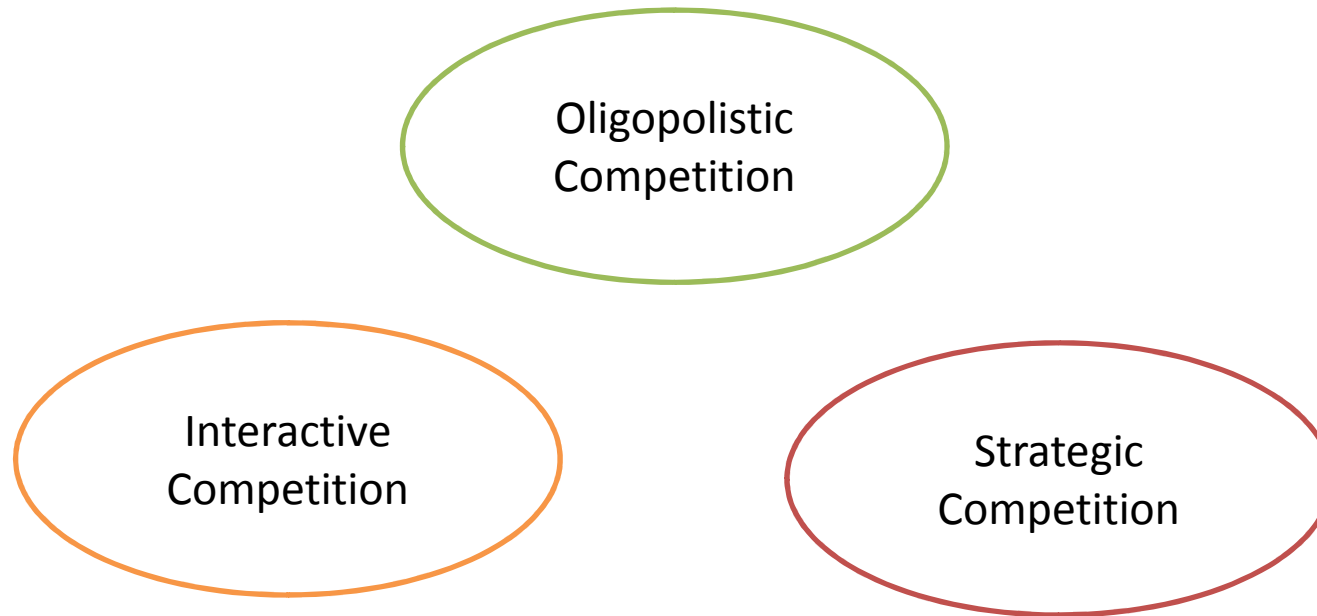 Oligopolistic
Competition
Interactive
Competition
Strategic
Competition